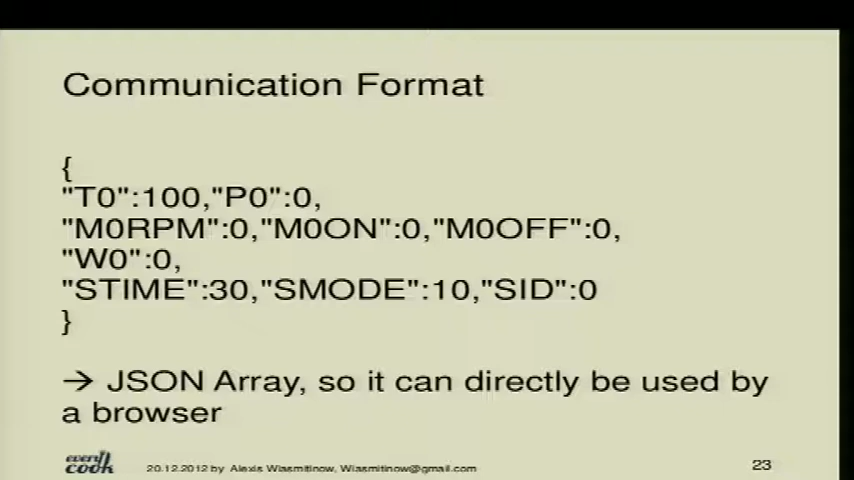 Communication Format
{
"T0":100,"P0":0,
"M0RPM":0,"M0ON":0,"M0OFF":0,
"W0":0,
"STIME":30,"SMODE":10,"SID":0
}
→ JSON Array, so it can directly be used by
a browser
every
cook
20.12.2012 by Alexis Wiasmitinow, Wiasmitinow@gmail.com
23